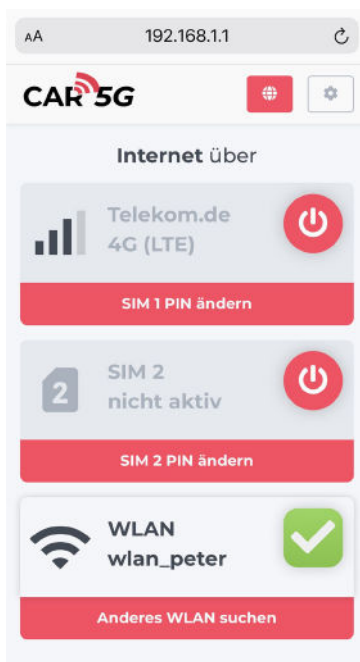 AA
192.168.1.1
CAR 5G
Internet über
Telekom.de
4G (LTE)
SIM 1 PIN ändern
2
SIM 2
nicht aktiv
SIM 2 PIN ändern
WLAN
wlan_peter
Anderes WLAN suchen